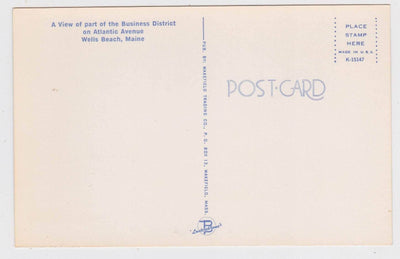 A View of part of the Business District
on Atlantic Avenue
Wells Beach, Maine
PUB. BY: WAKEFIELD TRADING CO., P. O. BOX 12, WAKEFIELD, MASS.
POST-CARD
PLACE
STAMP
HERE
MADE IN U.S.A.
K-15147